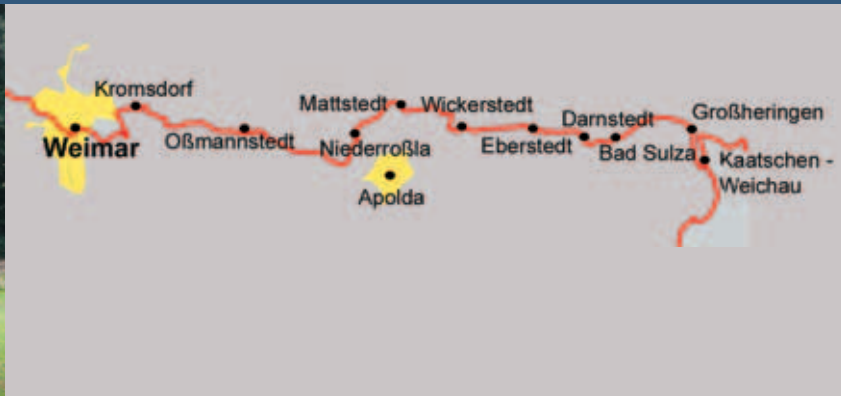 Kromsdorf
Weimar
Oßmannstedt
Mattstedt
Niederroßla
Apolda
Wickerstedt
Eberstedt
Darnstedt
Bad Sulza
Großheringen
Kaatschen -
Weichau